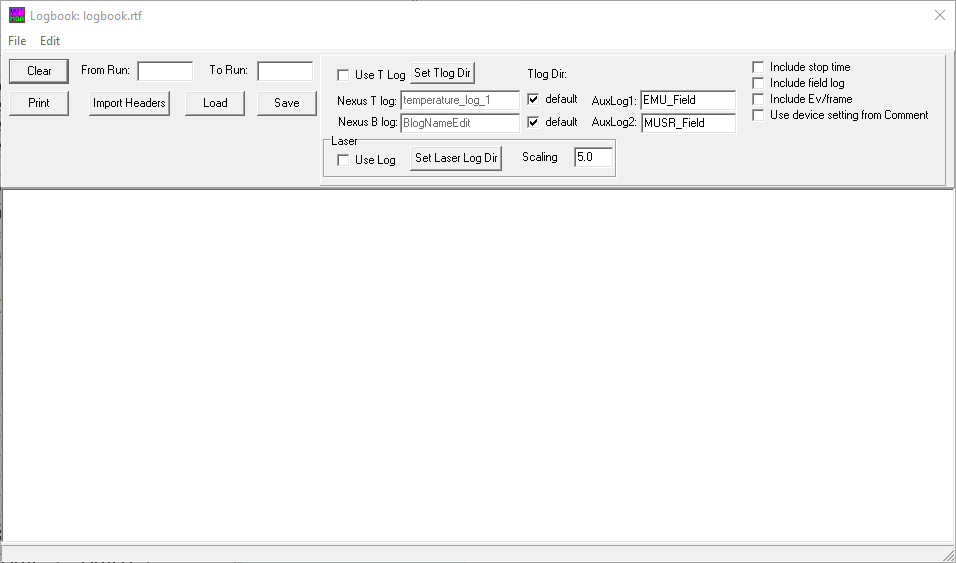 Logbook: logbook.rtf
File Edit
Clear From Run: To Run:
Print Import Headers Load Save
Use T Log Set Tlog Dir Tlog Dir:
Nexus T log: temperature_log_1 default AuxLog1: EMU_Field
Nexus B log: BlogNameEdit default AuxLog2: MUSR_Field
Laser
Use Log Set Laser Log Dir Scaling 5.0
Include stop time
Include field log
Include Ev/frame
Use device setting from Comment